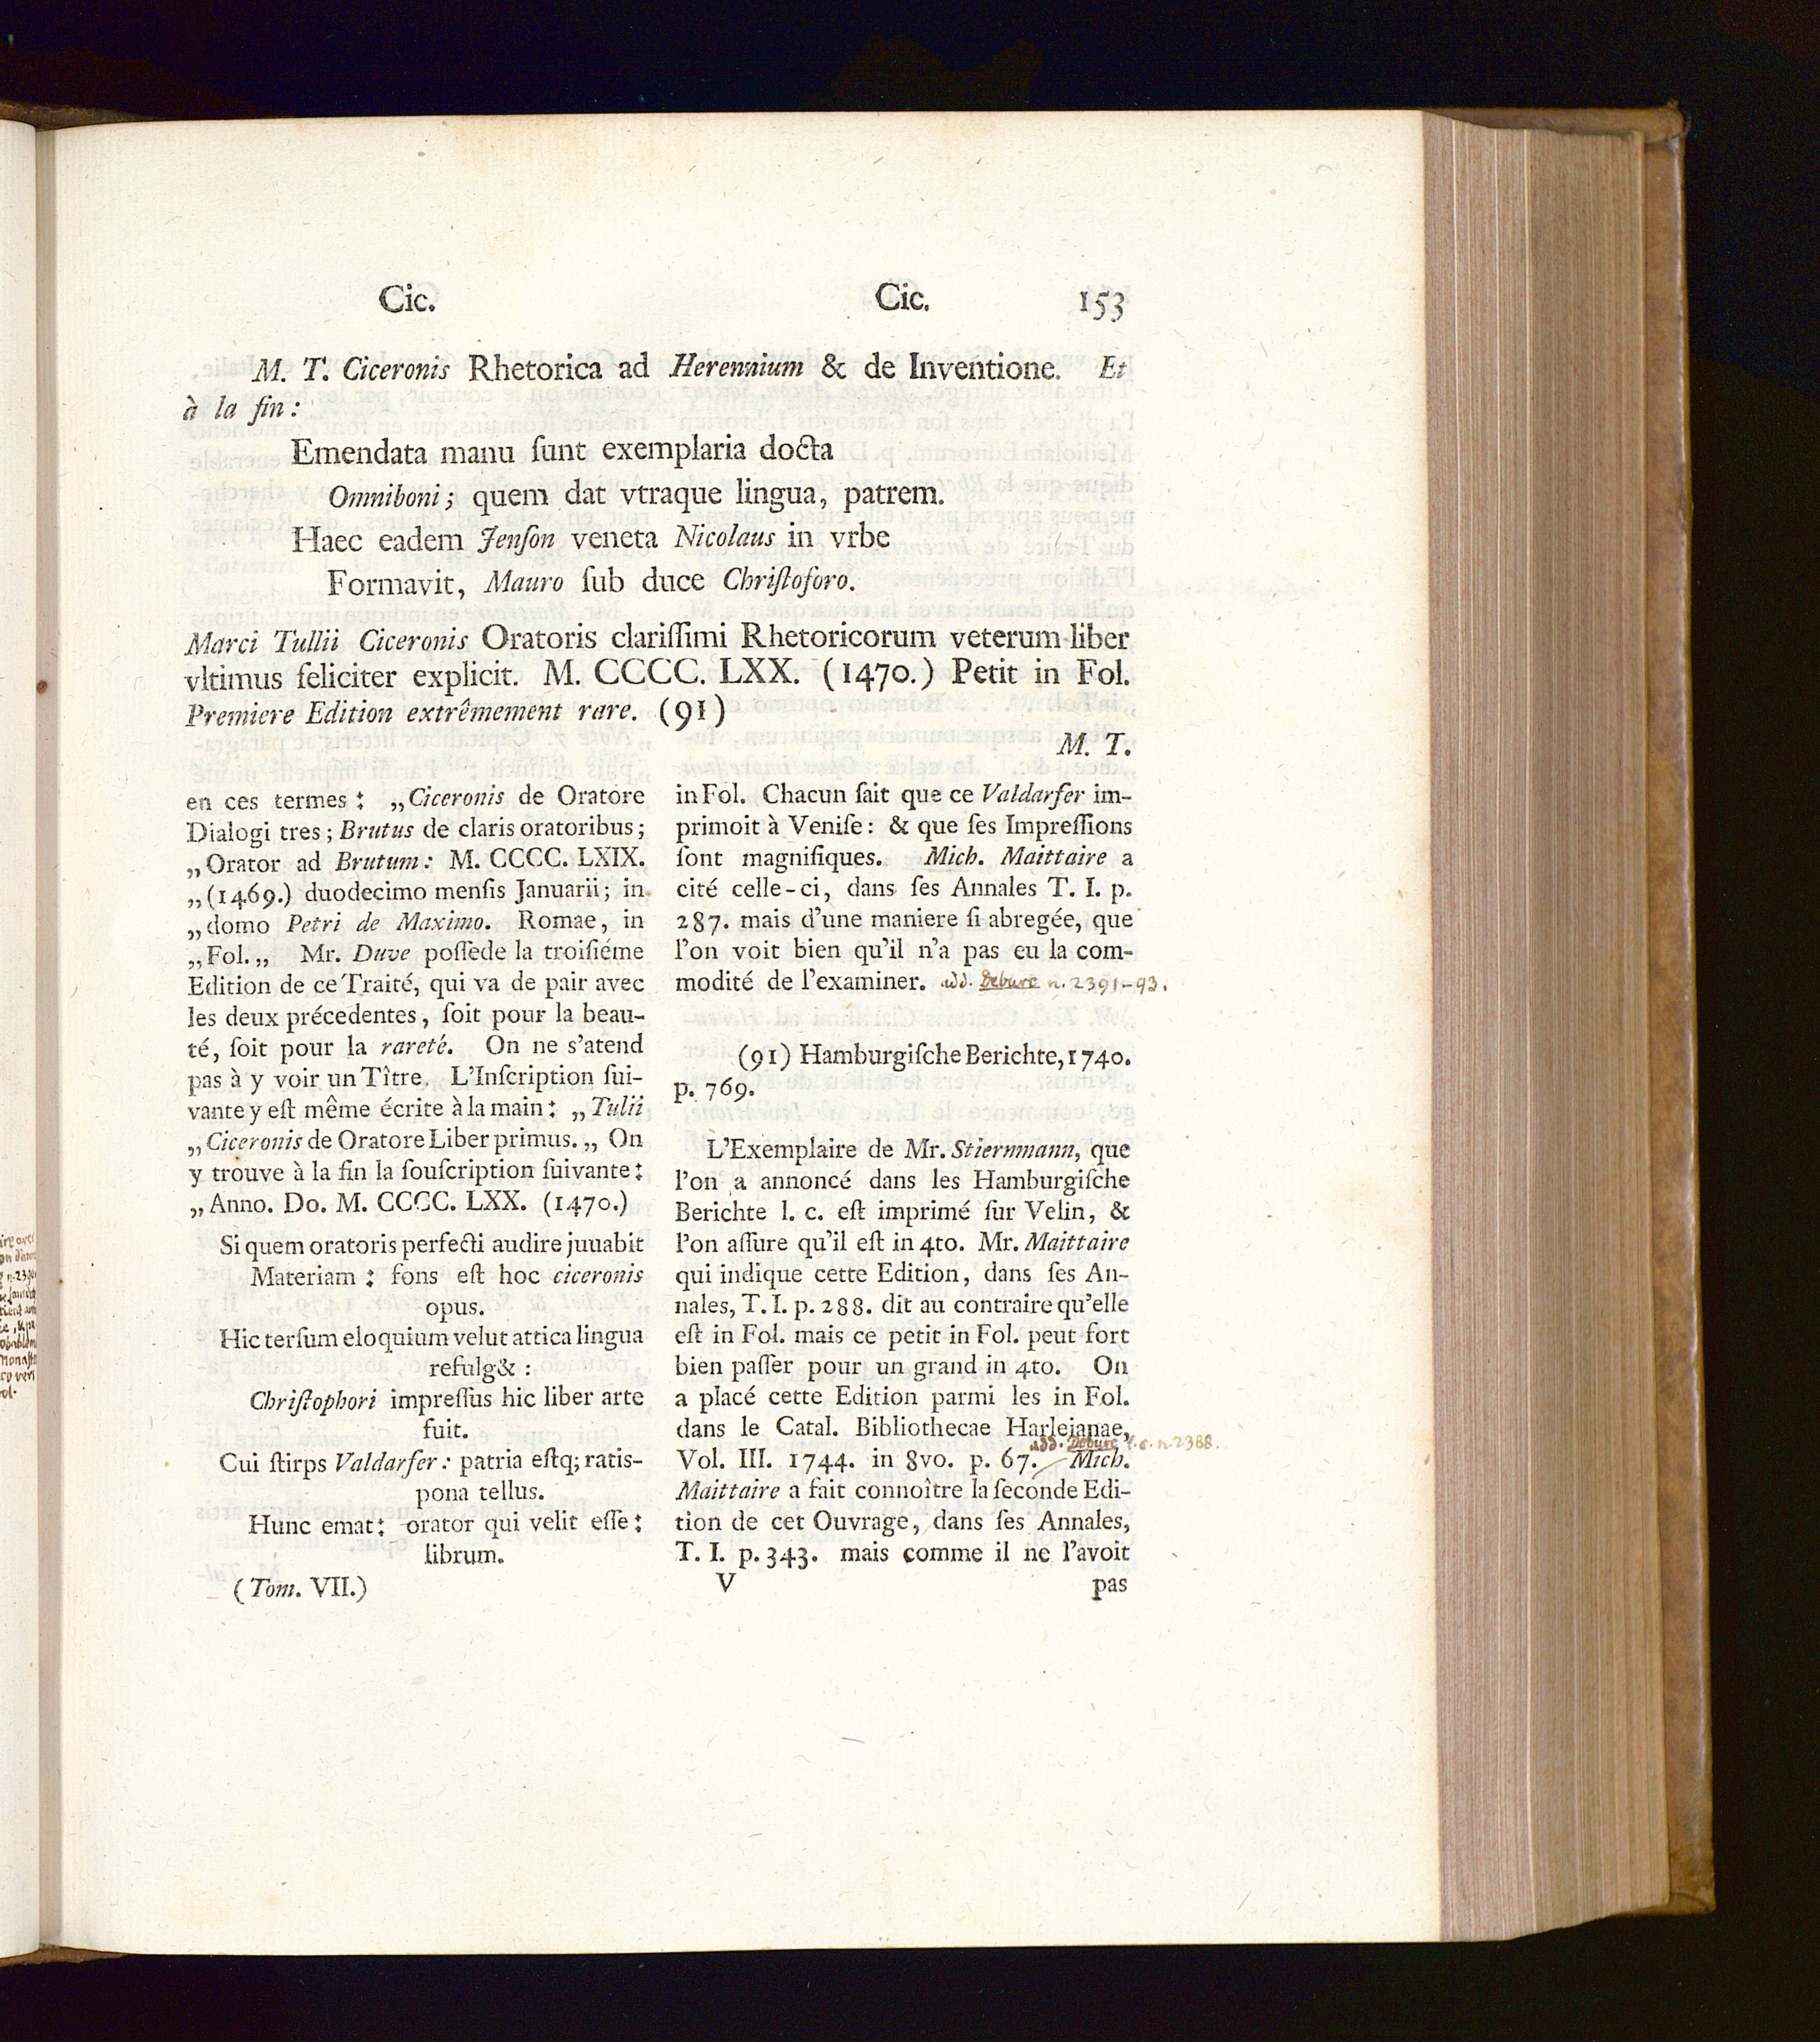 Cic.
Cic. 153
M. T. Ciceronis Rhetorica ad Herennium & de Inventione. Et
à la fin:
Emendata manu ſunt exemplaria docta
Omniboni; quem dat vtraque lingua, patrem.
Haec eadem Jenſon veneta Nicolaus in vrbe
Formavit, Mauro ſub duce Chriſtoforo.
Marci Tullii Ciceronis Oratoris clariſſimi Rhetoricorum veterum liber
vltimus feliciter explicit. M. CCCC. LXX. (1470.) Petit in Fol.
Premiere Edition extrêmement rare. (91)
M. T.
en ces termes: „Ciceronis de Oratore
Dialogi tres; Brutus de claris oratoribus;
„Orator ad Brutum: M. CCCC. LXIX.
„(1469.) duodecimo menſis Januarii; in
„domo Petri de Maximo. Romae, in
„Fol.„ Mr. Duve poſſede la troiſiéme
Edition de ce Traité, qui va de pair avec
les deux précedentes, ſoit pour la beau-
té, ſoit pour la rareté. On ne s'atend
pas à y voir un Tître. L'Inſcription ſui-
vante y eſt même écrite à la main: „Tulii
„Ciceronis de Oratore Liber primus.„ On
y trouve à la fin la ſouſcription ſuivante:
„Anno. Do. M. CCCC. LXX. (1470.)
Si quem oratoris perfecti audire juuabit
Materiam: fons eſt hoc ciceronis
opus.
Hic terſum eloquium velut attica lingua
refulg&:
Chriſtophori impreſſus hic liber arte
fuit.
Cui ſtirps Valdarfer: patria eſtq; ratis-
pona tellus.
Hunc emat: orator qui velit eſſe:
librum.
(Tom. VII.)
in Fol. Chacun ſait que ce Valdarfer im-
primoit à Veniſe: & que ſes Impreſſions
ſont magnifiques. Mich. Maittaire a
cité celle-ci, dans ſes Annales T. I. p.
287. mais d'une maniere ſi abregée, que
l'on voit bien qu'il n'a pas eu la com-
modité de l'examiner. add. Debure n. 2391-93.
(91) Hamburgiſche Berichte, 1740.
p. 769.
L'Exemplaire de Mr. Stiernmann, que
l'on a annoncé dans les Hamburgiſche
Berichte l. c. eſt imprimé ſur Velin, &
l'on aſſure qu'il eſt in 4to. Mr. Maittaire
qui indique cette Edition, dans ſes An-
nales, T. I. p. 288. dit au contraire qu'elle
eſt in Fol. mais ce petit in Fol. peut fort
bien paſſer pour un grand in 4to. On
a placé cette Edition parmi les in Fol.
dans le Catal. Bibliothecae Harleianae,
add. Debure l. c. n. 2388.
Vol. III. 1744. in 8vo. p. 67. Mich.
Maittaire a fait connoître la ſeconde Edi-
tion de cet Ouvrage, dans ſes Annales,
T. I. p. 343. mais comme il ne l'avoit
V
pas